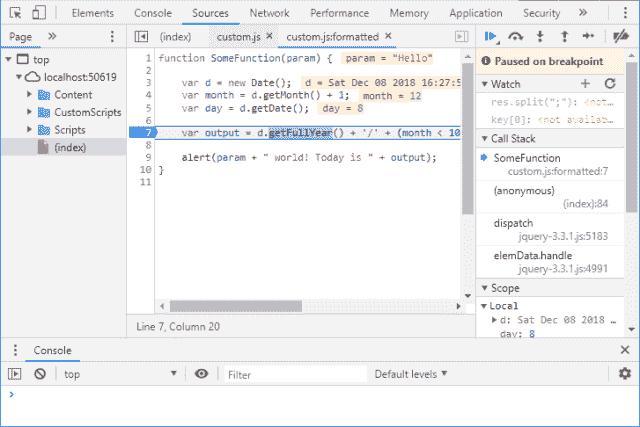 Elements Console Sources Network Performance Memory Application Security
Page
top
localhost:50619
Content
CustomScripts
Scripts
(index)
(index) custom.js custom.js:formatted
1 function SomeFunction(param) { param = "Hello"
2
3 var d = new Date(); d = Sat Dec 08 2018 16:27:5
4 var month = d.getMonth() + 1; month = 12
5 var day = d.getDate(); day = 8
6
7 var output = d.getFullYear() + '/' + (month < 10
8
9 alert(param + " world! Today is " + output);
10 }
11
Line 7, Column 20
Paused on breakpoint
Watch
res.split(";"): <not…
key[0]: <not availab…
Call Stack
SomeFunction
custom.js:formatted:7
(anonymous)
(index):84
dispatch
jquery-3.3.1.js:5183
elemData.handle
jquery-3.3.1.js:4991
Scope
Local
d: Sat Dec 08 2018 …
day: 8
Console
top Filter Default levels